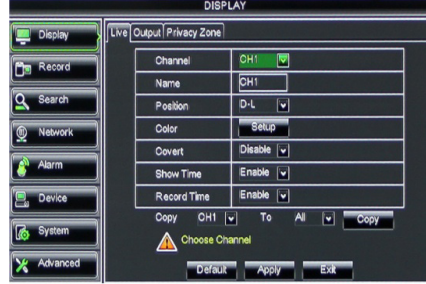 DISPLAY
Display
Record
Search
Network
Alarm
Device
System
Advanced
Live Output Privacy Zone
Channel CH1
Name CH1
Position D-L
Color Setup
Covert Disable
Show Time Enable
Record Time Enable
Copy CH1 To All Copy
Choose Channel
Default Apply Exit